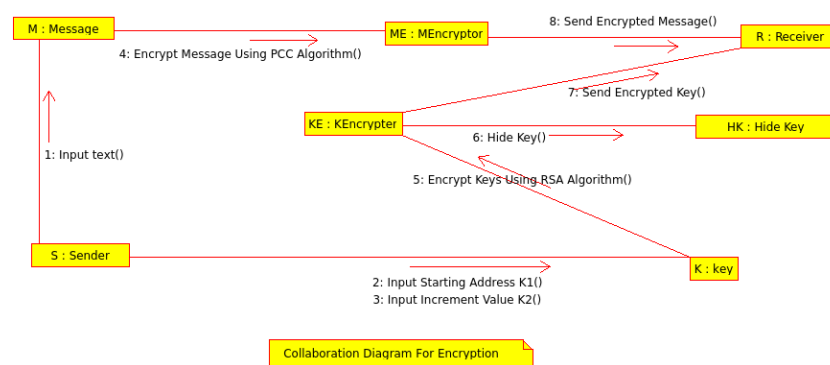 8: Send Encrypted Message()
M : Message
ME : MEncryptor
R : Receiver
4: Encrypt Message Using PCC Algorithm()
7: Send Encrypted Key()
KE : KEncrypter
HK : Hide Key
6: Hide Key()
1: Input text()
5: Encrypt Keys Using RSA Algorithm()
S : Sender
K : key
2: Input Starting Address K1()
3: Input Increment Value K2()
Collaboration Diagram For Encryption